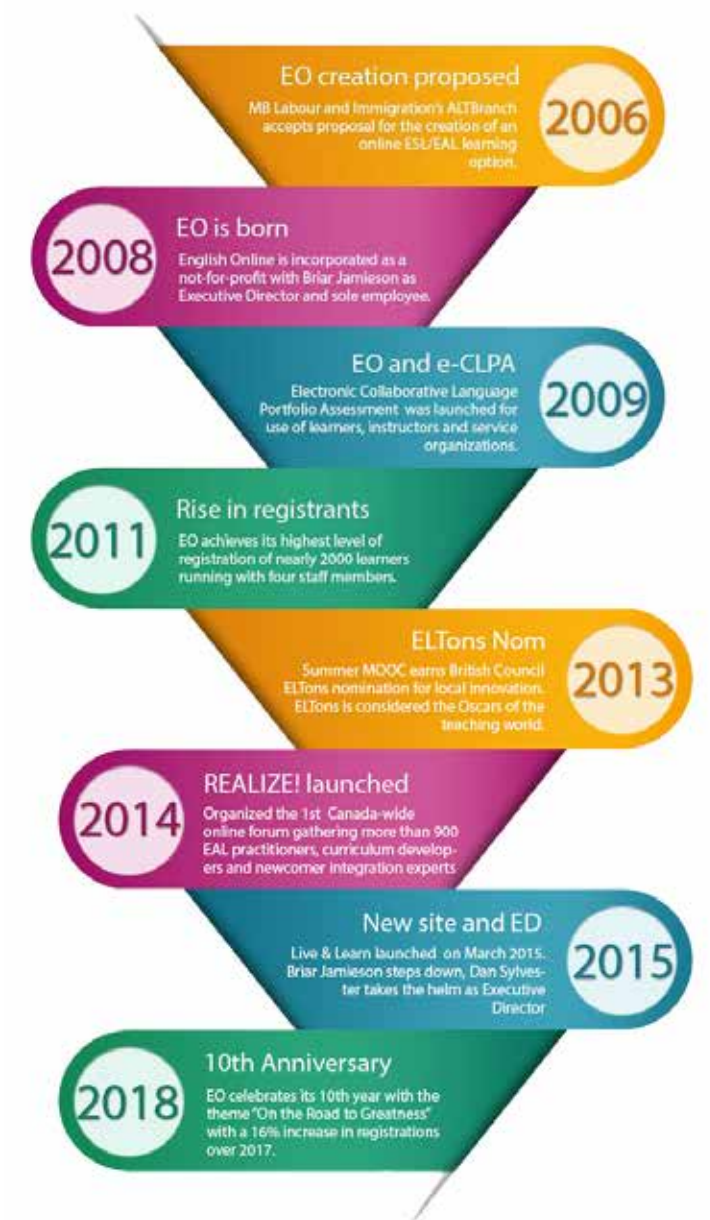 EO creation proposed
MB Labour and Immigration's ALTBranch
accepts proposal for the creation of an
online ESL/EAL learning
option.
2006
2008
EO is born
English Online is incorporated as a
not-for-profit with Briar Jamieson as
Executive Director and sole employee.
EO and e-CLPA
Electronic Collaborative Language
Portfolio Assessment was launched for
use of learners, instructors and service
organizations.
2009
2011
Rise in registrants
EO achieves its highest level of
registration of nearly 2000 learners
running with four staff members.
ELTons Nom
Summer MOOC earns British Council
ELTons nomination for local innovation.
ELTons is considered the Oscars of the
teaching world.
2013
2014
REALIZE! launched
Organized the 1st Canada-wide
online forum gathering more than 900
EAL practitioners, curriculum develop-
ers and newcomer integration experts
New site and ED
Live & Learn launched on March 2015.
Briar Jamieson steps down, Dan Sylves-
ter takes the helm as Executive
Director
2015
2018
10th Anniversary
EO celebrates its 10th year with the
theme "On the Road to Greatness"
with a 16% increase in registrations
over 2017.